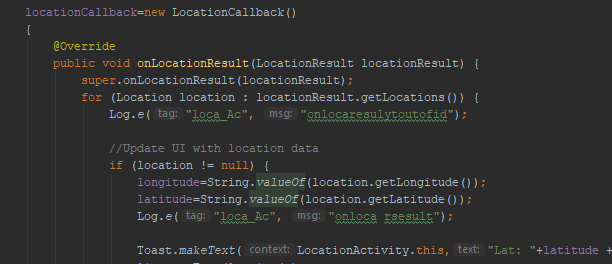 locationCallback=new LocationCallback()
{
@Override
public void onLocationResult(LocationResult locationResult) {
super.onLocationResult(locationResult);
for (Location location : locationResult.getLocations()) {
Log.e( tag: "loca_Ac", msg: "onlocaresulytoutofid");
//Update UI with location data
if (location != null) {
longitude=String.valueOf(location.getLongitude());
latitude=String.valueOf(location.getLatitude());
Log.e( tag: "loca_Ac", msg: "onloca rsesult");
Toast.makeText( context: LocationActivity.this, text: "Lat: "+latitude +